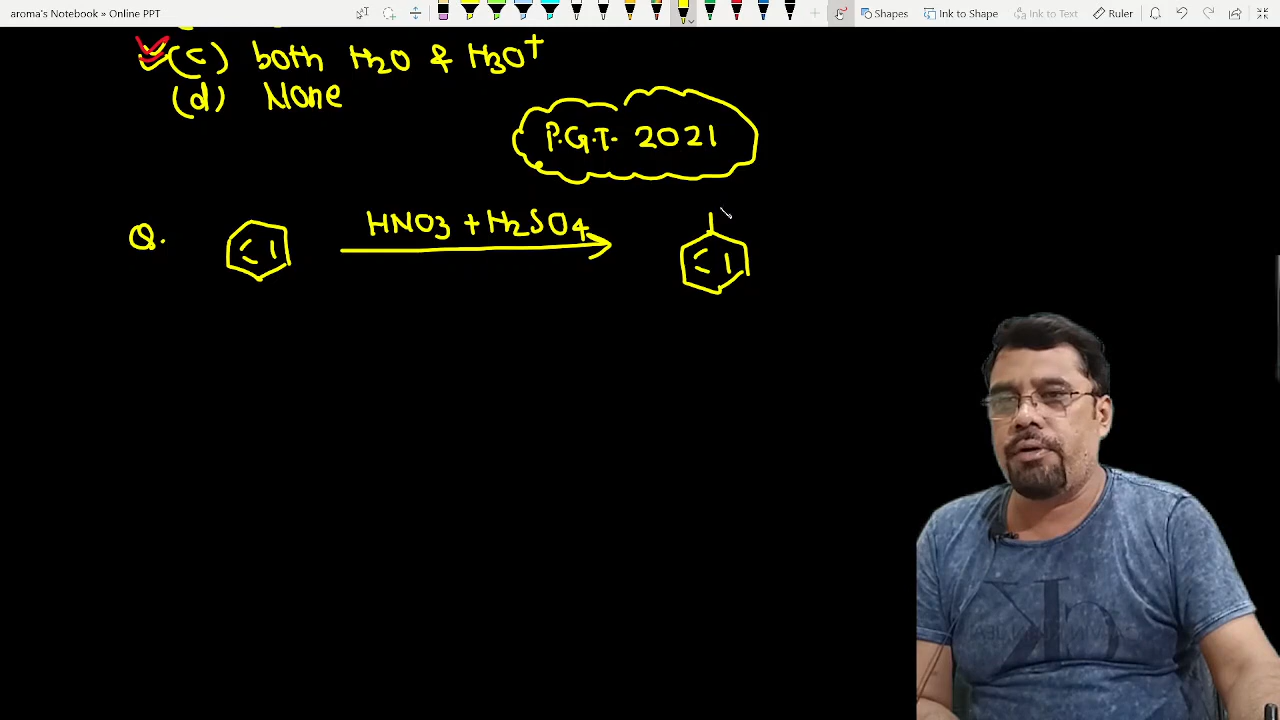 aroma's Notebook » Online PPT
Shapes Ink to Shape Ink to Text Ruler
(c) both H2O & H3O+
(d) None
P.G.T. 2021
Q. HNO3 + H2SO4